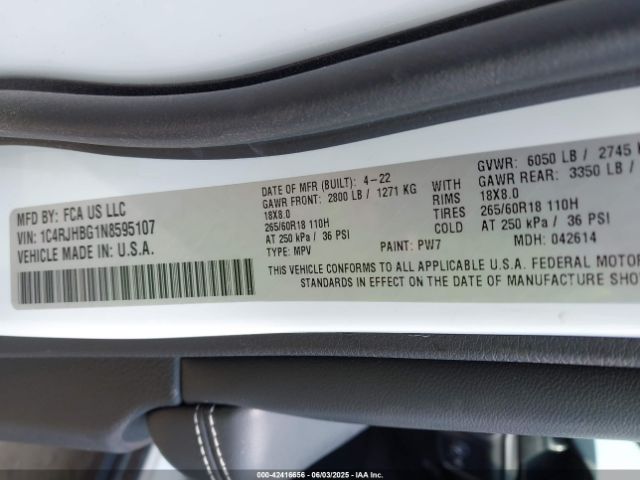 MFD BY: FCA US LLC
VIN: 1C4RJHBG1N8595107
VEHICLE MADE IN: U.S.A.
DATE OF MFR (BUILT): 4-22
GAWR FRONT: 2800 LB / 1271 KG
18X8.0
265/60R18 110H
AT 250 kPa / 36 PSI
TYPE: MPV
PAINT: PW7
GVWR: 6050 LB / 2745
WITH GAWR REAR: 3350 LB /
RIMS 18X8.0
TIRES 265/60R18 110H
COLD AT 250 kPa / 36 PSI
MDH: 042614
THIS VEHICLE CONFORMS TO ALL APPLICABLE U.S.A. FEDERAL MOTOR
STANDARDS IN EFFECT ON THE DATE OF MANUFACTURE SHO
000-42416656 - 06/03/2025 - IAA Inc.